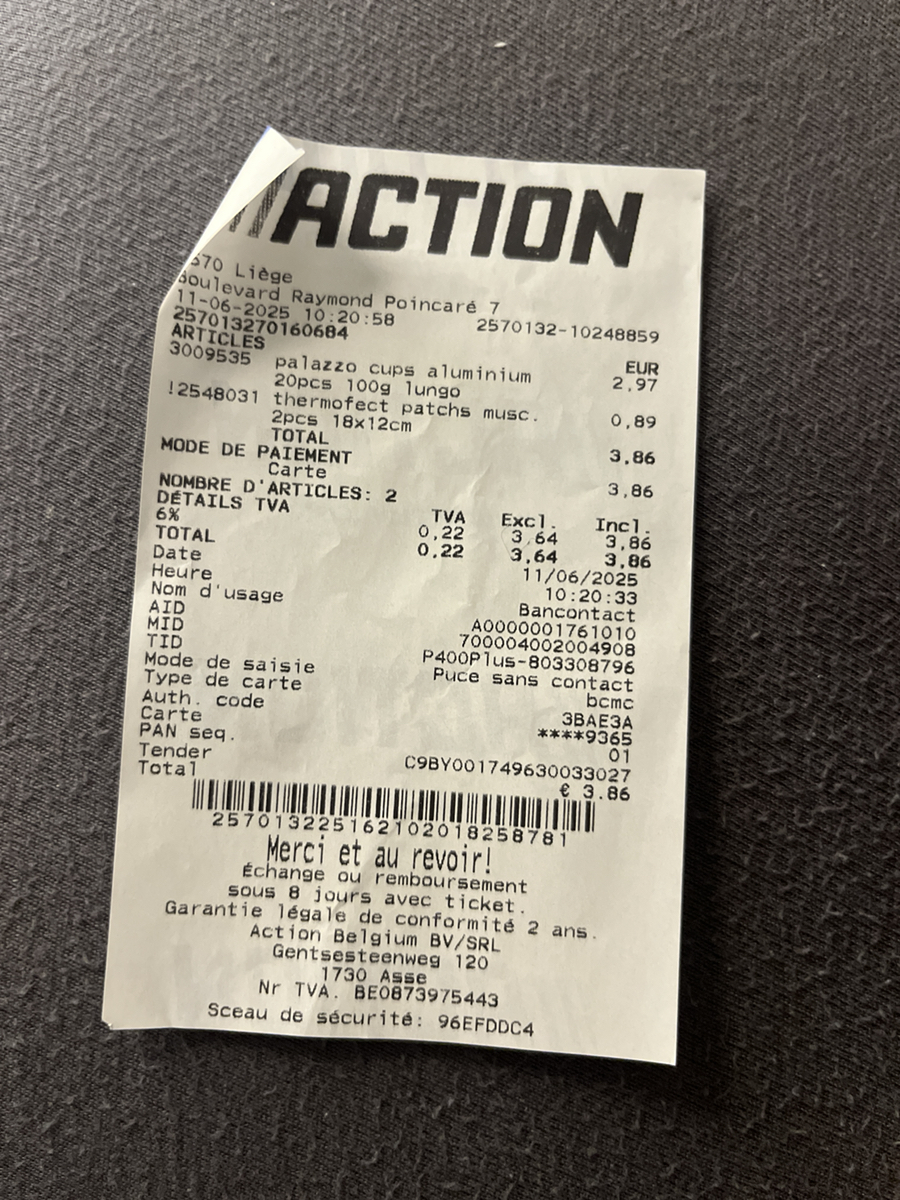 ACTION
570 Liège
Boulevard Raymond Poincaré 7
11-06-2025 10:20:58 2570132-10248859
257013270160684
ARTICLES EUR
3009535 palazzo cups aluminium 2,97
20pcs 100g lungo
!2548031 thermofect patchs musc. 0,89
2pcs 18x12cm
TOTAL 3,86
MODE DE PAIEMENT
Carte 3,86
NOMBRE D'ARTICLES: 2
DÉTAILS TVA TVA Excl. Incl.
6% 0,22 3,64 3,86
TOTAL 0,22 3,64 3,86
Date 11/06/2025
Heure 10:20:33
Nom d'usage Bancontact
AID A0000001761010
MID 700004002004908
TID P400Plus-803308796
Mode de saisie Puce sans contact
Type de carte bcmc
Auth. code 3BAE3A
Carte ****9365
PAN seq. 01
Tender C9BY001749630033027
Total € 3.86
257013225162102018258781
Merci et au revoir!
Échange ou remboursement
sous 8 jours avec ticket.
Garantie légale de conformité 2 ans.
Action Belgium BV/SRL
Gentsesteenweg 120
1730 Asse
Nr TVA. BE0873975443
Sceau de sécurité: 96EFDDC4